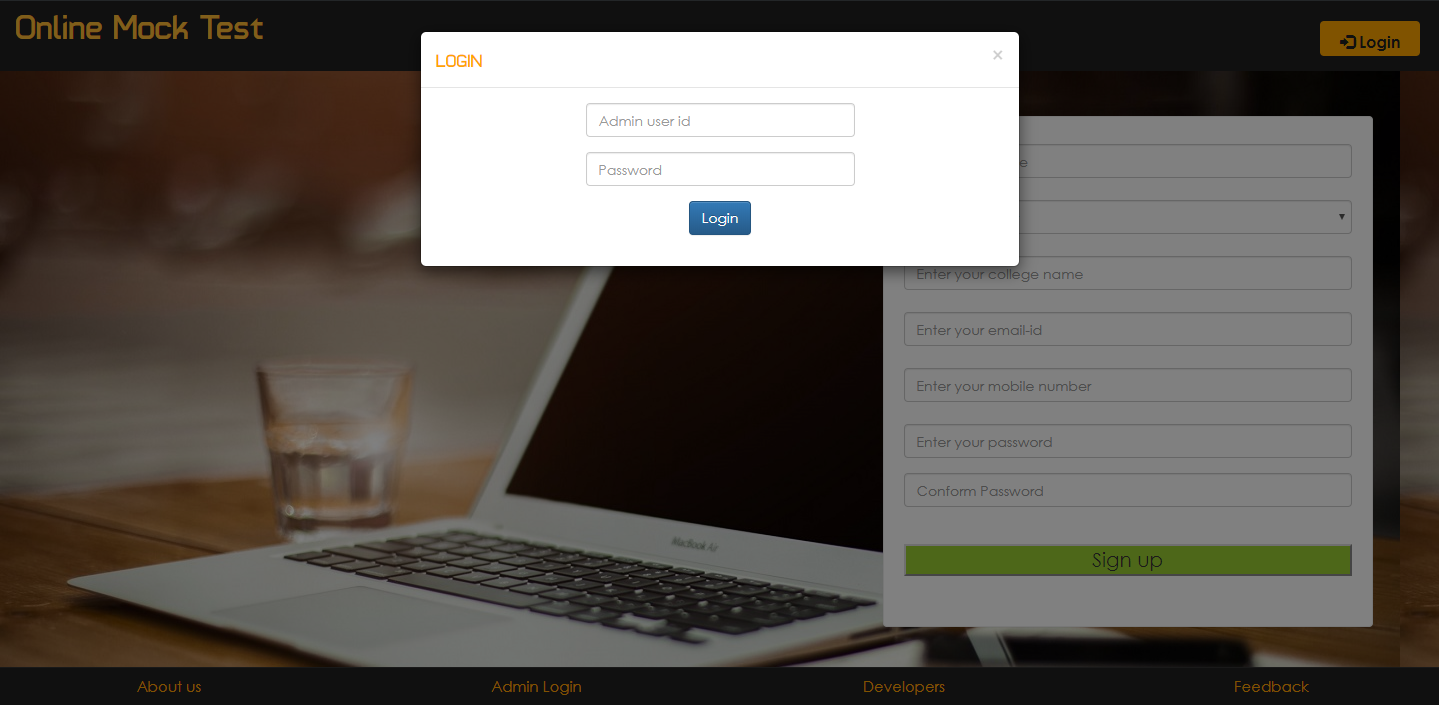 Online Mock Test
Login
LOGIN
×
Admin user id
Password
Login
Enter your college name
Enter your email-id
Enter your mobile number
Enter your password
Conform Password
Sign up
MacBook Air
About us
Admin Login
Developers
Feedback